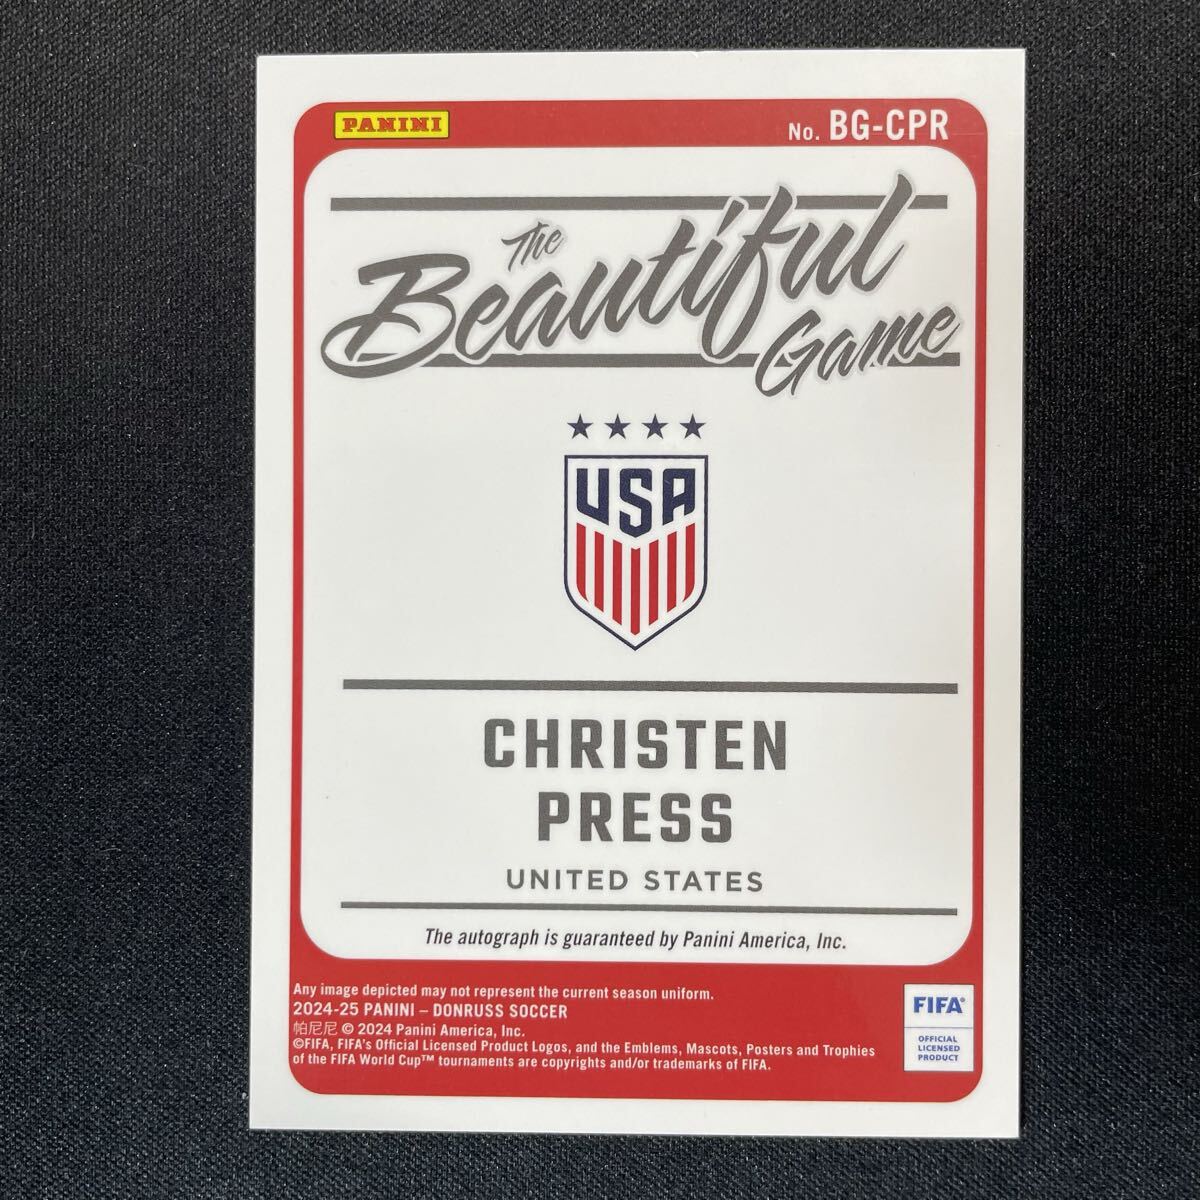 PANINI
No. BG-CPR
The
Beautiful
Game
USA
CHRISTEN
PRESS
UNITED STATES
The autograph is guaranteed by Panini America, Inc.
Any image depicted may not represent the current season uniform.
2024-25 PANINI – DONRUSS SOCCER
帕尼尼 © 2024 Panini America, Inc.
©FIFA, FIFA's Official Licensed Product Logos, and the Emblems, Mascots, Posters and Trophies
of the FIFA World Cup™ tournaments are copyrights and/or trademarks of FIFA.
FIFA®
OFFICIAL
LICENSED
PRODUCT